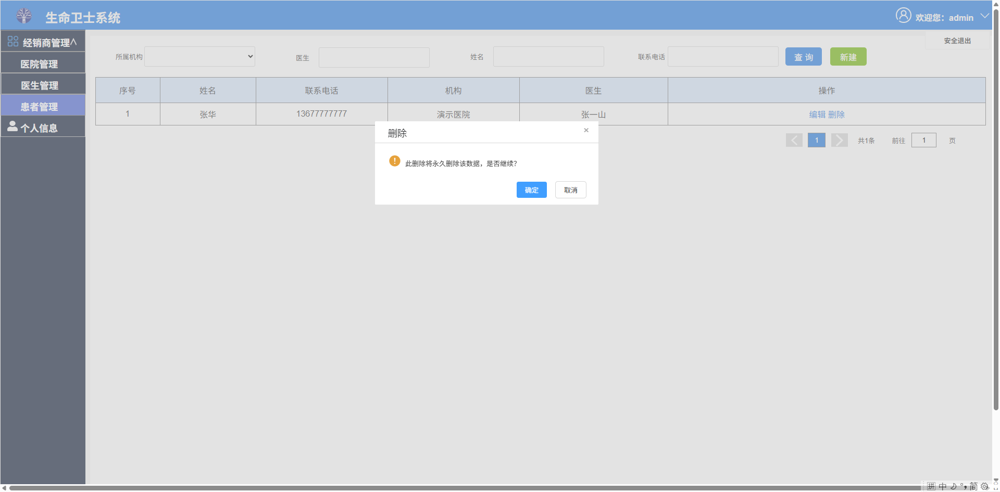 生命卫士系统
欢迎您：admin
安全退出
经销商管理
医院管理
医生管理
患者管理
个人信息
所属机构
医生
姓名
联系电话
查 询
新建
序号 姓名 联系电话 机构 医生 操作
1 张华 13677777777 演示医院 张一山 编辑 删除
1 共1条 前往 1 页
删除 ×
! 此删除将永久删除该数据，是否继续？
确定 取消
拼 中 简